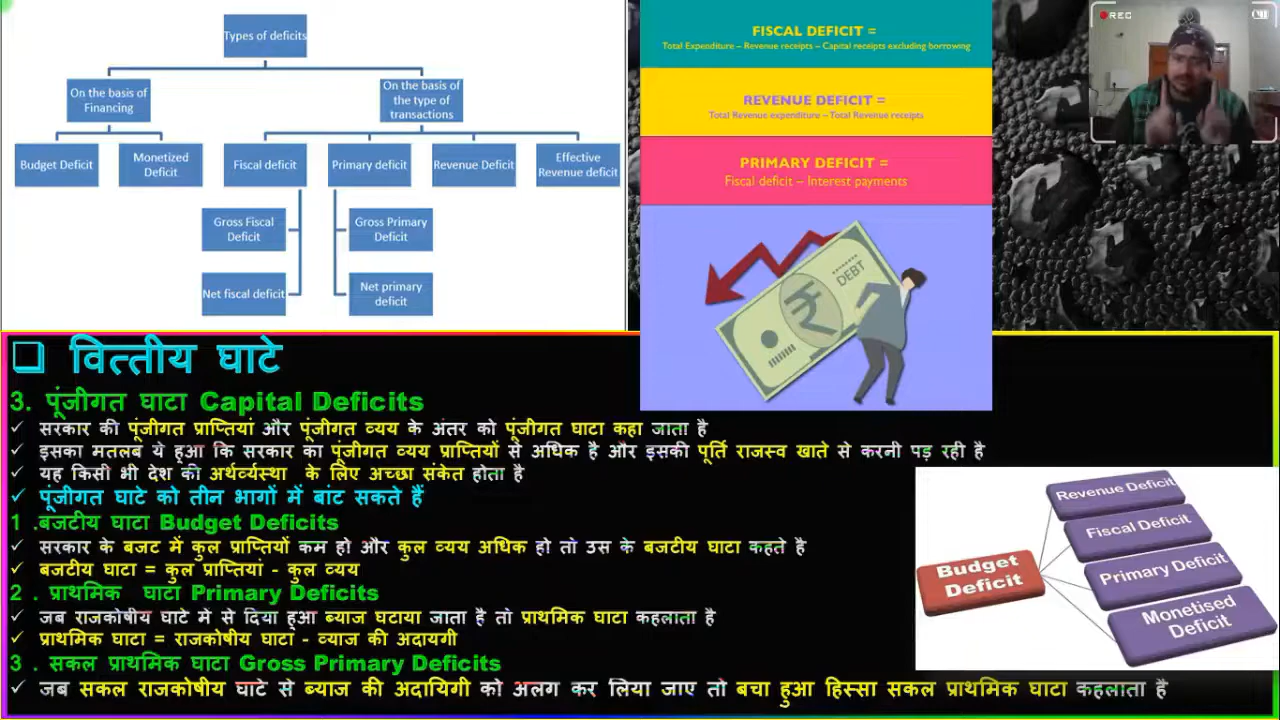 Types of deficits
On the basis of
Financing
On the basis of
the type of
transactions
Budget Deficit
Monetized
Deficit
Fiscal deficit
Primary deficit
Revenue Deficit
Effective
Revenue deficit
Gross Fiscal
Deficit
Gross Primary
Deficit
Net fiscal deficit
Net primary
deficit
FISCAL DEFICIT =
Total Expenditure – Revenue receipts – Capital receipts excluding borrowing
REVENUE DEFICIT =
Total Revenue expenditure – Total Revenue receipts
PRIMARY DEFICIT =
Fiscal deficit – Interest payments
DEBT
₹
REC
❑ वित्तीय घाटे
3. पूंजीगत घाटा Capital Deficits
✓ सरकार की पूंजीगत प्राप्तियां और पूंजीगत व्यय के अंतर को पूंजीगत घाटा कहा जाता है
✓ इसका मतलब ये हुआ कि सरकार का पूंजीगत व्यय प्राप्तियों से अधिक है और इसकी पूर्ति राजस्व खाते से करनी पड़ रही है
✓ यह किसी भी देश की अर्थव्यस्था के लिए अच्छा संकेत होता है
✓ पूंजीगत घाटे को तीन भागों में बांट सकते हैं
1 .बजटीय घाटा Budget Deficits
✓ सरकार के बजट में कुल प्राप्तियों कम हो और कुल व्यय अधिक हो तो उस के बजटीय घाटा कहते है
✓ बजटीय घाटा = कुल प्राप्तियां - कुल व्यय
2 . प्राथमिक घाटा Primary Deficits
✓ जब राजकोषीय घाटे में से दिया हुआ ब्याज घटाया जाता है तो प्राथमिक घाटा कहलाता है
✓ प्राथमिक घाटा = राजकोषीय घाटा - व्याज की अदायगी
3 . सकल प्राथमिक घाटा Gross Primary Deficits
✓ जब सकल राजकोषीय घाटे से ब्याज की अदायिगी को अलग कर लिया जाए तो बचा हुआ हिस्सा सकल प्राथमिक घाटा कहलाता है
Budget
Deficit
Revenue Deficit
Fiscal Deficit
Primary Deficit
Monetised
Deficit